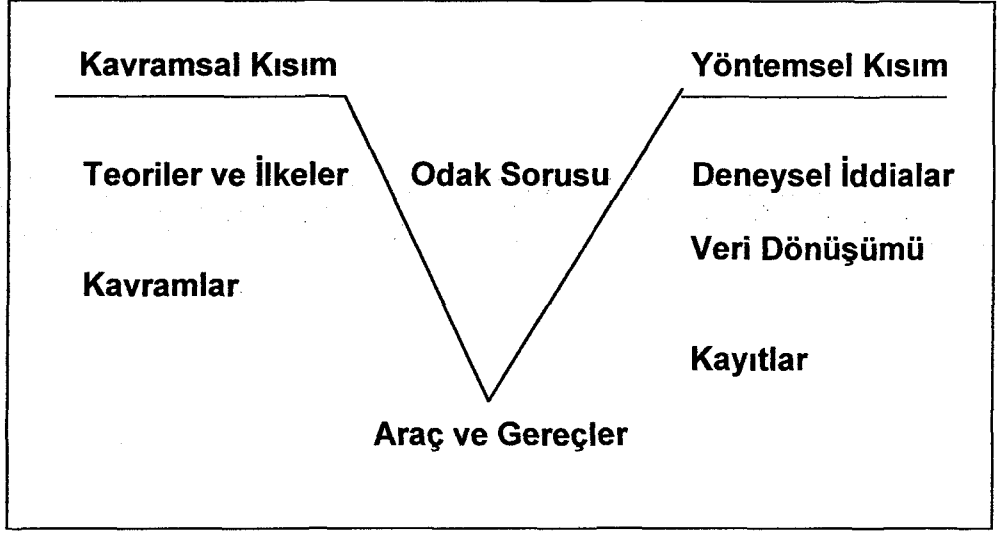 Kavramsal Kısım
Yöntemsel Kısım
Teoriler ve İlkeler
Odak Sorusu
Deneysel İddialar
Veri Dönüşümü
Kavramlar
Kayıtlar
Araç ve Gereçler